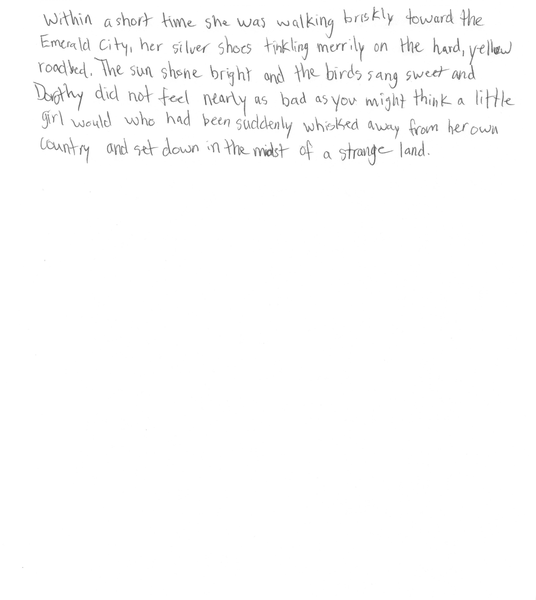 Within a short time she was walking briskly toward the
Emerald City, her silver shoes tinkling merrily on the hard, yellow
roadbed. The sun shone bright and the birds sang sweet and
Dorothy did not feel nearly as bad as you might think a little
girl would who had been suddenly whisked away from her own
country and set down in the midst of a strange land.